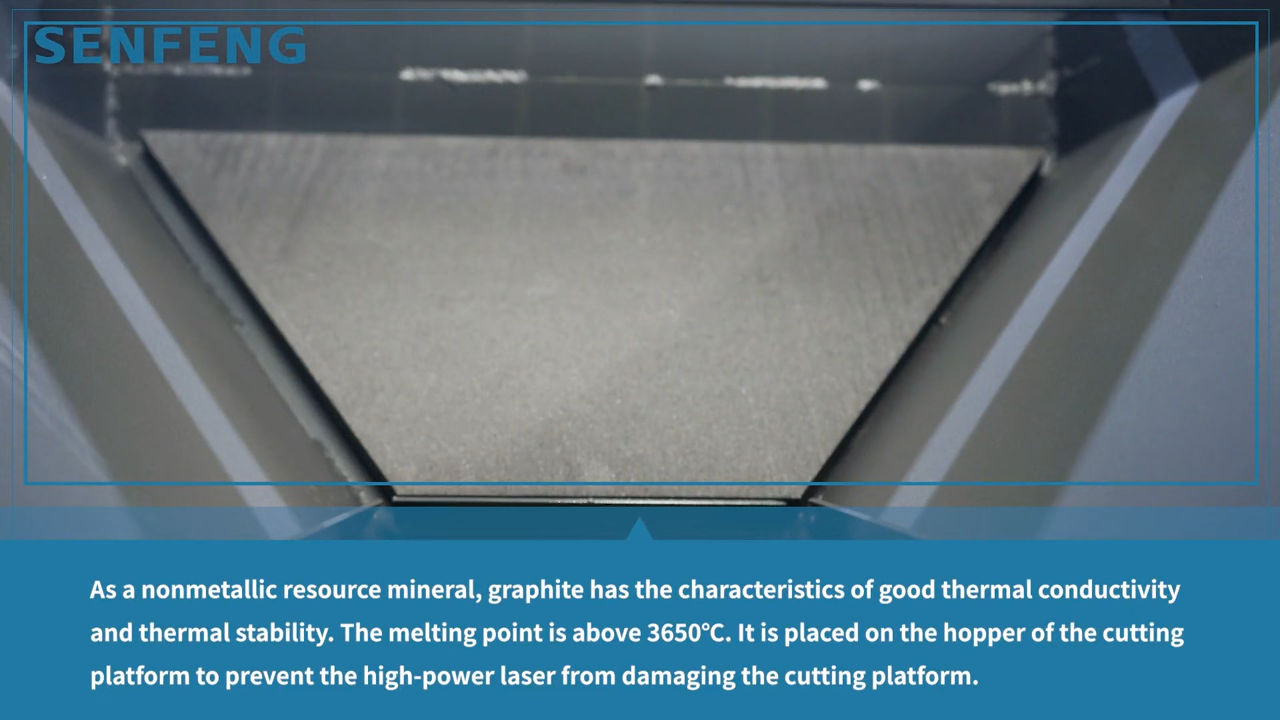 SENFENG
As a nonmetallic resource mineral, graphite has the characteristics of good thermal conductivity
and thermal stability. The melting point is above 3650℃. It is placed on the hopper of the cutting
platform to prevent the high-power laser from damaging the cutting platform.